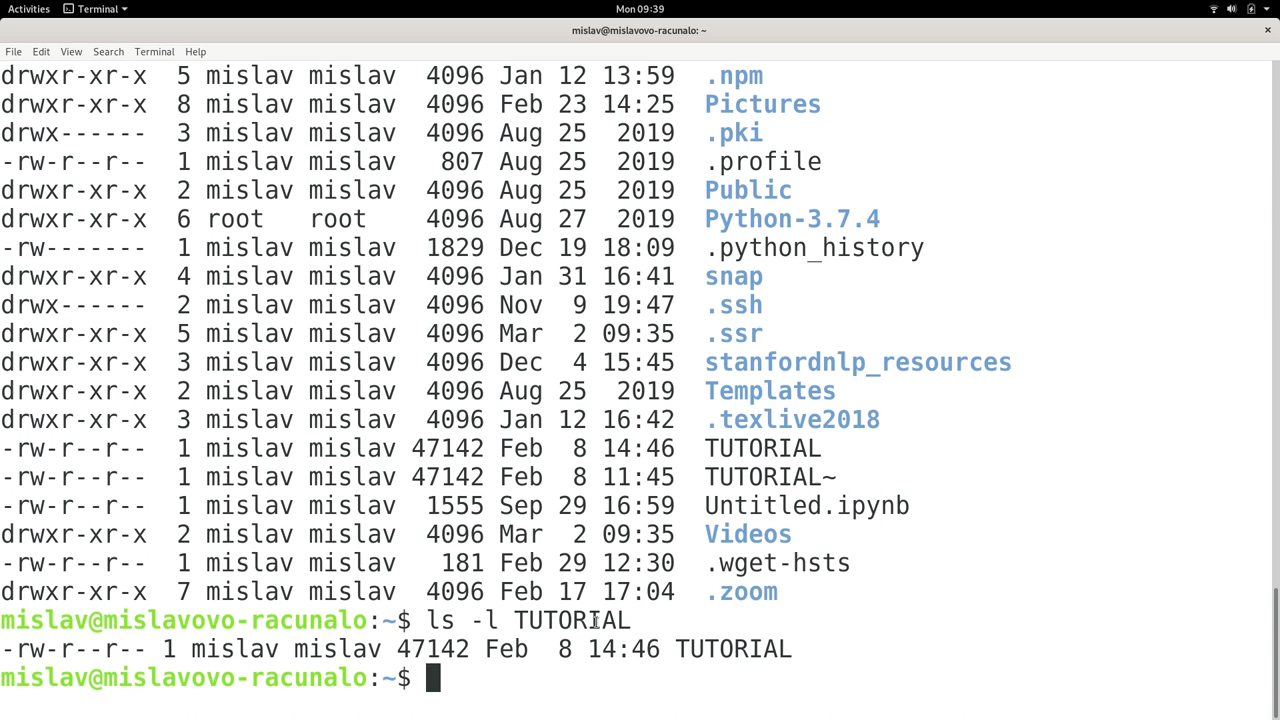 Activities Terminal Mon 09:39
mislav@mislavovo-racunalo: ~
File Edit View Search Terminal Help
drwxr-xr-x  5 mislav mislav  4096 Jan 12 13:59  .npm
drwxr-xr-x  8 mislav mislav  4096 Feb 23 14:25  Pictures
drwx------  3 mislav mislav  4096 Aug 25  2019  .pki
-rw-r--r--  1 mislav mislav   807 Aug 25  2019  .profile
drwxr-xr-x  2 mislav mislav  4096 Aug 25  2019  Public
drwxr-xr-x  6 root   root    4096 Aug 27  2019  Python-3.7.4
-rw-------  1 mislav mislav  1829 Dec 19 18:09  .python_history
drwxr-xr-x  4 mislav mislav  4096 Jan 31 16:41  snap
drwx------  2 mislav mislav  4096 Nov  9 19:47  .ssh
drwxr-xr-x  5 mislav mislav  4096 Mar  2 09:35  .ssr
drwxr-xr-x  3 mislav mislav  4096 Dec  4 15:45  stanfordnlp_resources
drwxr-xr-x  2 mislav mislav  4096 Aug 25  2019  Templates
drwxr-xr-x  3 mislav mislav  4096 Jan 12 16:42  .texlive2018
-rw-r--r--  1 mislav mislav 47142 Feb  8 14:46  TUTORIAL
-rw-r--r--  1 mislav mislav 47142 Feb  8 11:45  TUTORIAL~
-rw-r--r--  1 mislav mislav  1555 Sep 29 16:59  Untitled.ipynb
drwxr-xr-x  2 mislav mislav  4096 Mar  2 09:35  Videos
-rw-r--r--  1 mislav mislav   181 Feb 29 12:30  .wget-hsts
drwxr-xr-x  7 mislav mislav  4096 Feb 17 17:04  .zoom
mislav@mislavovo-racunalo:~$ ls -l TUTORIAL
-rw-r--r-- 1 mislav mislav 47142 Feb  8 14:46 TUTORIAL
mislav@mislavovo-racunalo:~$